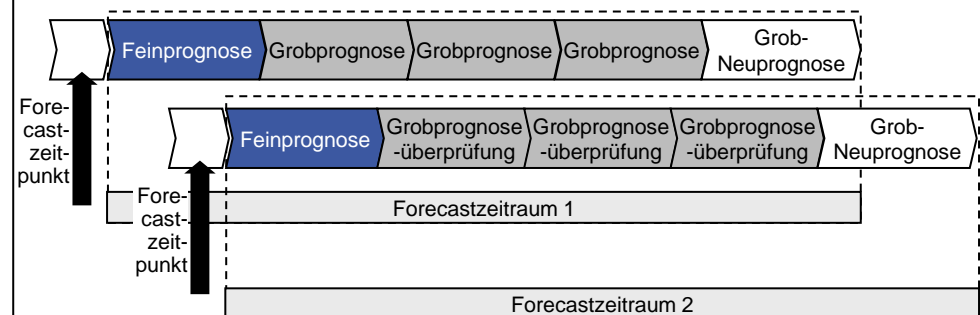 Feinprognose
Grobprognose
Grobprognose
Grobprognose
Grob-
Neuprognose
Fore-
cast-
zeit-
punkt
Feinprognose
Grobprognose
-überprüfung
Grobprognose
-überprüfung
Grobprognose
-überprüfung
Grob-
Neuprognose
Fore-
cast-
zeit-
punkt
Forecastzeitraum 1
Forecastzeitraum 2